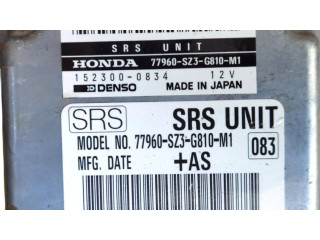 SRS UNIT
HONDA 77960-SZ3-G810-M1
152300-0834 12V
DENSO MADE IN JAPAN
SRS SRS UNIT
MODEL NO. 77960-SZ3-G810-M1 083
MFG. DATE +AS